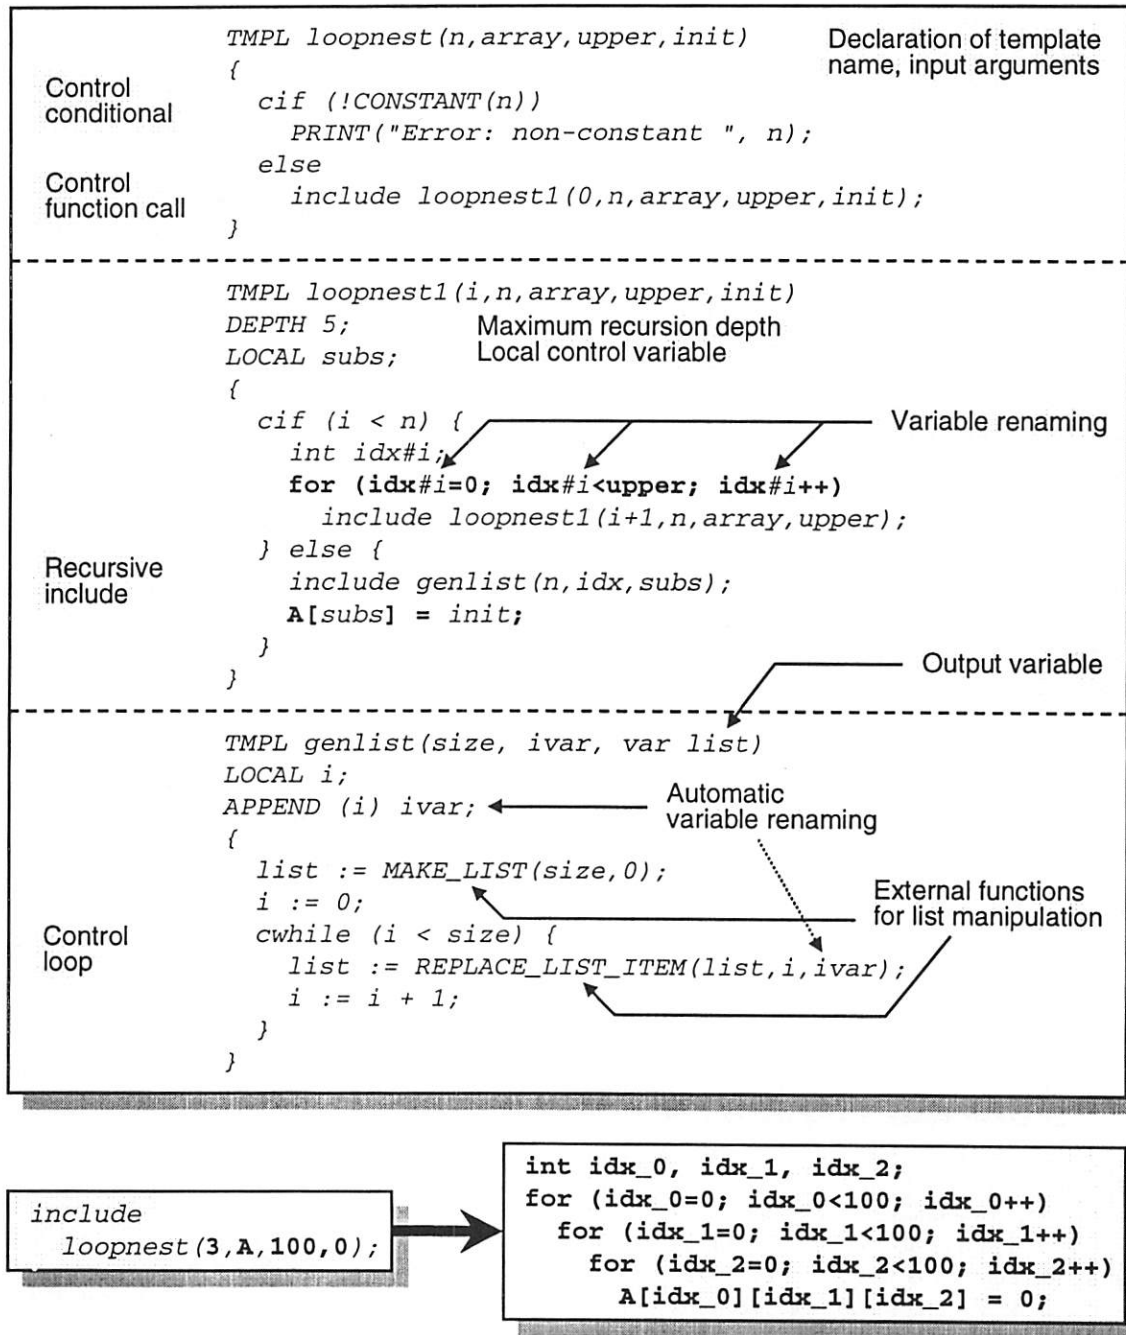 TMPL loopnest(n,array,upper,init)
Declaration of template
name, input arguments
{
Control
conditional
cif (!CONSTANT(n))
PRINT("Error: non-constant ", n);
else
Control
function call
include loopnest1(0,n,array,upper,init);
}
TMPL loopnest1(i,n,array,upper,init)
DEPTH 5;
Maximum recursion depth
LOCAL subs;
Local control variable
{
cif (i < n) {
Variable renaming
int idx#i;
for (idx#i=0; idx#i<upper; idx#i++)
include loopnest1(i+1,n,array,upper);
} else {
Recursive
include
include genlist(n,idx,subs);
A[subs] = init;
}
}
Output variable
TMPL genlist(size, ivar, var list)
LOCAL i;
APPEND (i) ivar;
Automatic
variable renaming
{
list := MAKE_LIST(size,0);
i := 0;
External functions
for list manipulation
Control
loop
cwhile (i < size) {
list := REPLACE_LIST_ITEM(list,i,ivar);
i := i + 1;
}
}
include
loopnest(3,A,100,0);
int idx_0, idx_1, idx_2;
for (idx_0=0; idx_0<100; idx_0++)
for (idx_1=0; idx_1<100; idx_1++)
for (idx_2=0; idx_2<100; idx_2++)
A[idx_0][idx_1][idx_2] = 0;